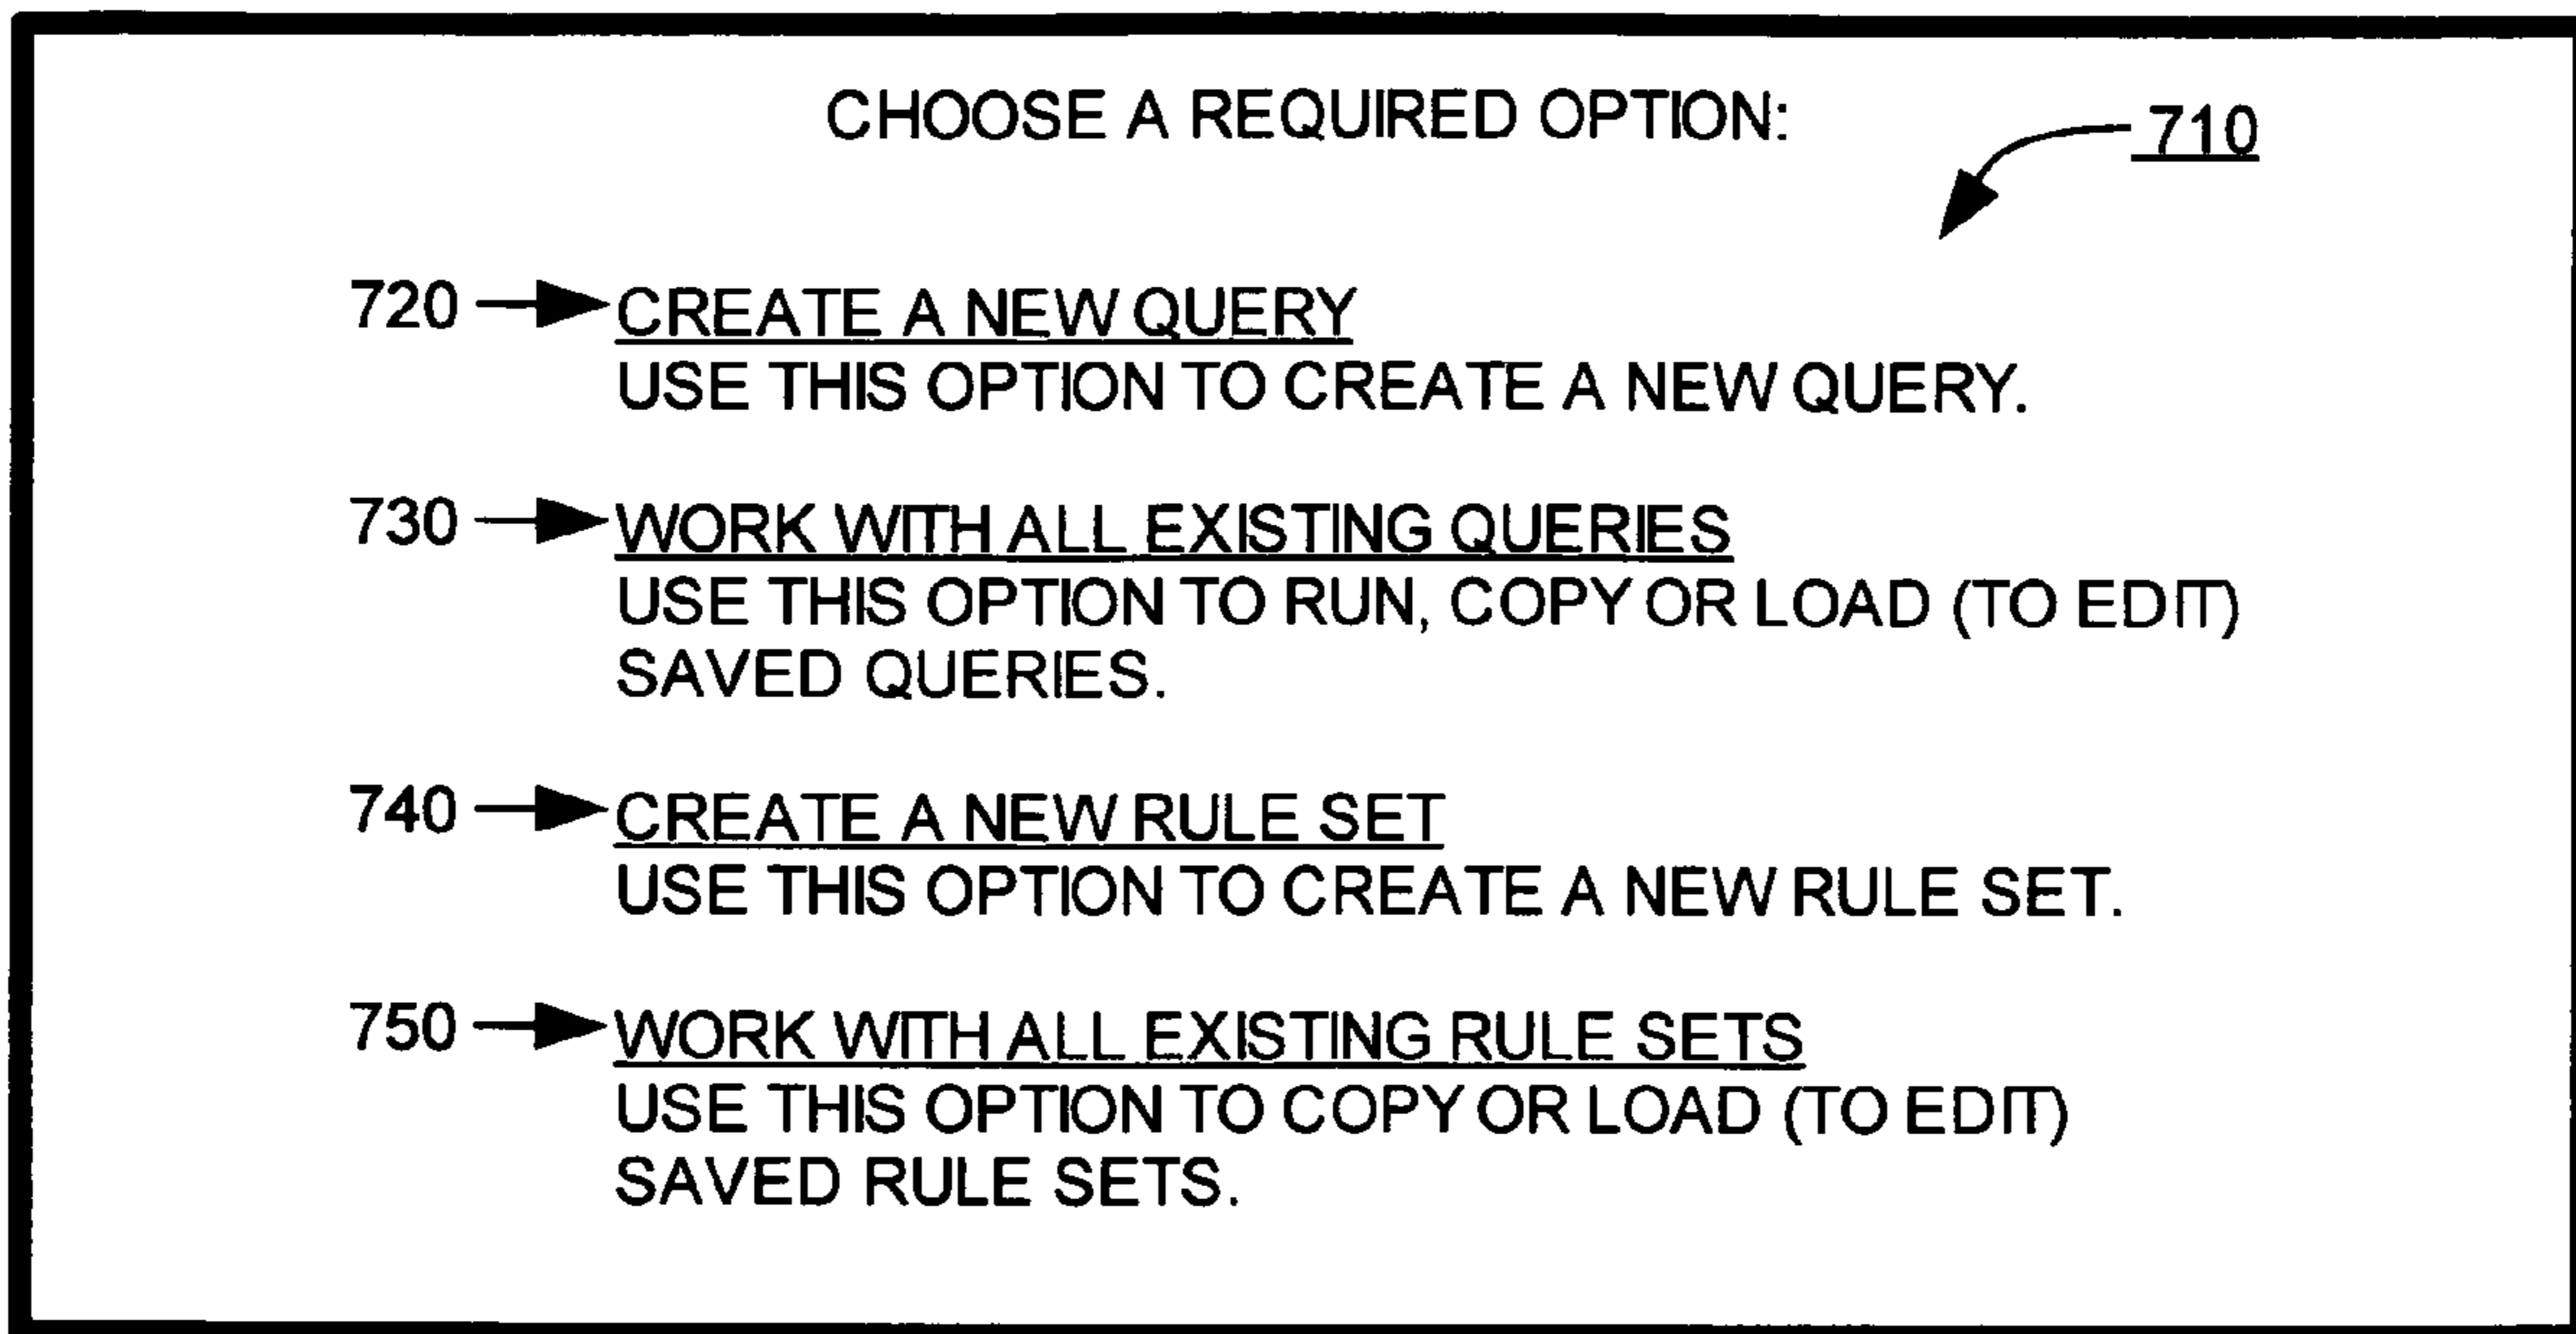 CHOOSE A REQUIRED OPTION:
710
720 CREATE A NEW QUERY
USE THIS OPTION TO CREATE A NEW QUERY.
730 WORK WITH ALL EXISTING QUERIES
USE THIS OPTION TO RUN, COPY OR LOAD (TO EDIT)
SAVED QUERIES.
740 CREATE A NEW RULE SET
USE THIS OPTION TO CREATE A NEW RULE SET.
750 WORK WITH ALL EXISTING RULE SETS
USE THIS OPTION TO COPY OR LOAD (TO EDIT)
SAVED RULE SETS.